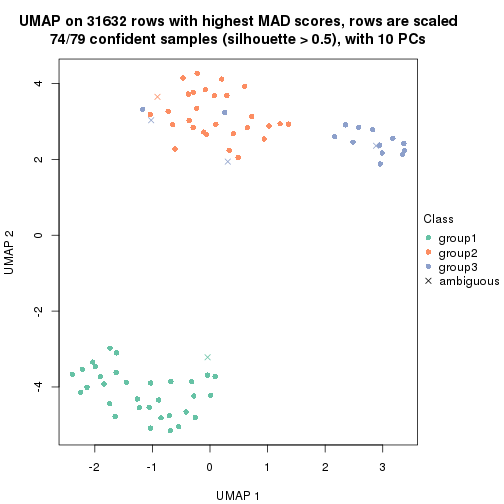 UMAP on 31632 rows with highest MAD scores, rows are scaled
74/79 confident samples (silhouette > 0.5), with 10 PCs
4
2
0
-2
-4
UMAP 2
-2
-1
0
1
2
3
UMAP 1
Class
group1
group2
group3
ambiguous